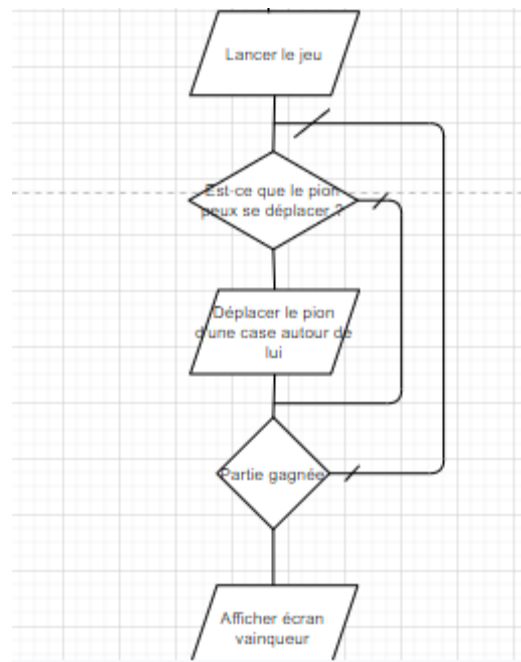 Lancer le jeu
Est-ce que le pion
peux se déplacer ?
Déplacer le pion
d'une case autour de
lui
Partie gagnée
Afficher écran
vainqueur